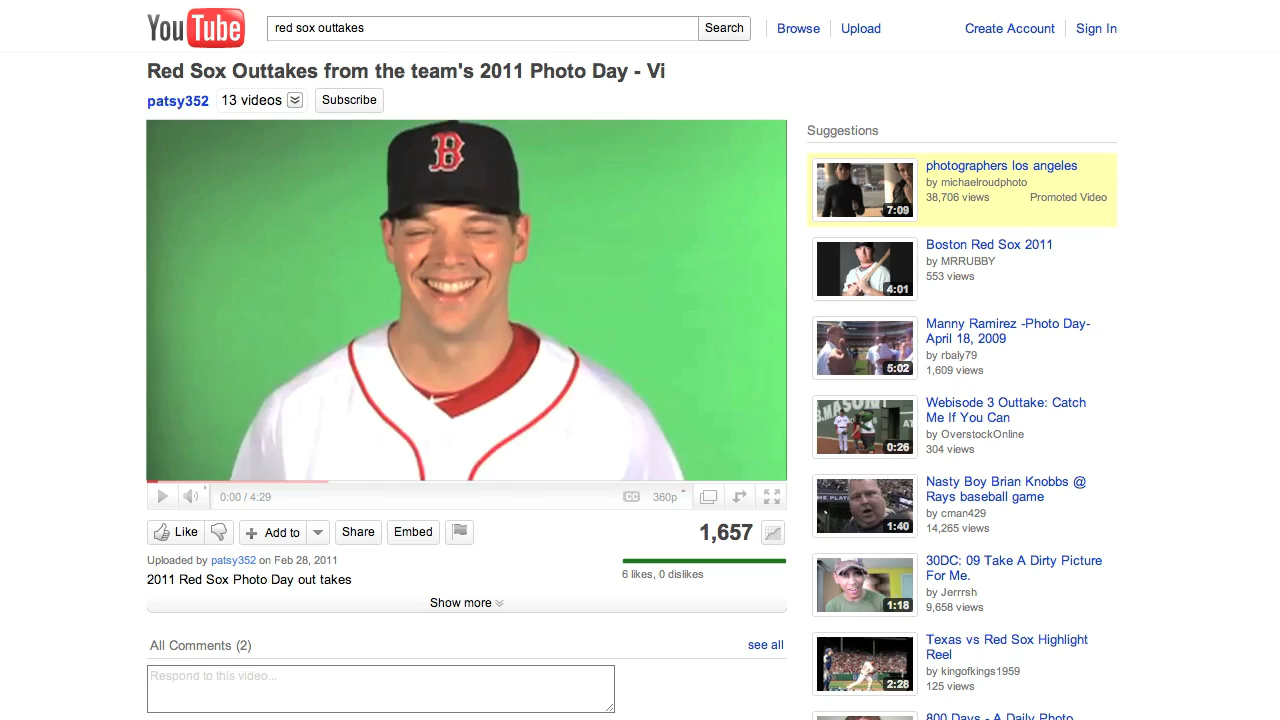 YouTube
red sox outtakes
Search
Browse
Upload
Create Account
Sign In
Red Sox Outtakes from the team's 2011 Photo Day - Vi
patsy352
13 videos
Subscribe
B
0:00 / 4:29
CC
360p
Like
Add to
Share
Embed
1,657
Uploaded by patsy352 on Feb 28, 2011
2011 Red Sox Photo Day out takes
6 likes, 0 dislikes
Show more
All Comments (2)
see all
Respond to this video...
Suggestions
7:09
photographers los angeles
by michaelroudphoto
38,706 views
Promoted Video
4:01
Boston Red Sox 2011
by MRRUBBY
553 views
5:02
Manny Ramirez -Photo Day-
April 18, 2009
by rbaly79
1,609 views
0:26
Webisode 3 Outtake: Catch
Me If You Can
by OverstockOnline
304 views
1:40
Nasty Boy Brian Knobbs @
Rays baseball game
by cman429
14,265 views
1:18
30DC: 09 Take A Dirty Picture
For Me.
by Jerrrsh
9,658 views
2:28
Texas vs Red Sox Highlight
Reel
by kingofkings1959
125 views
800 Days - A Daily Photo